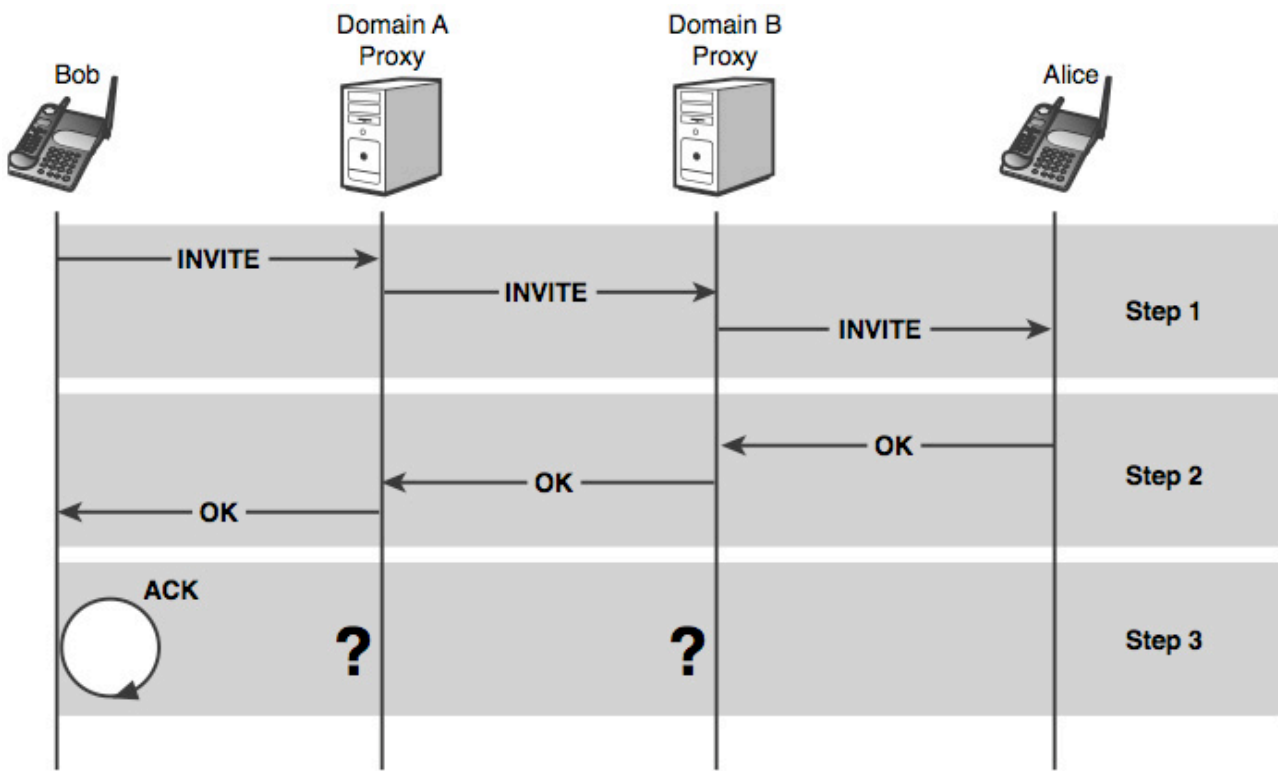 Domain A
Proxy
Domain B
Proxy
Bob
Alice
INVITE
INVITE
INVITE
Step 1
OK
OK
OK
Step 2
ACK
?
?
Step 3